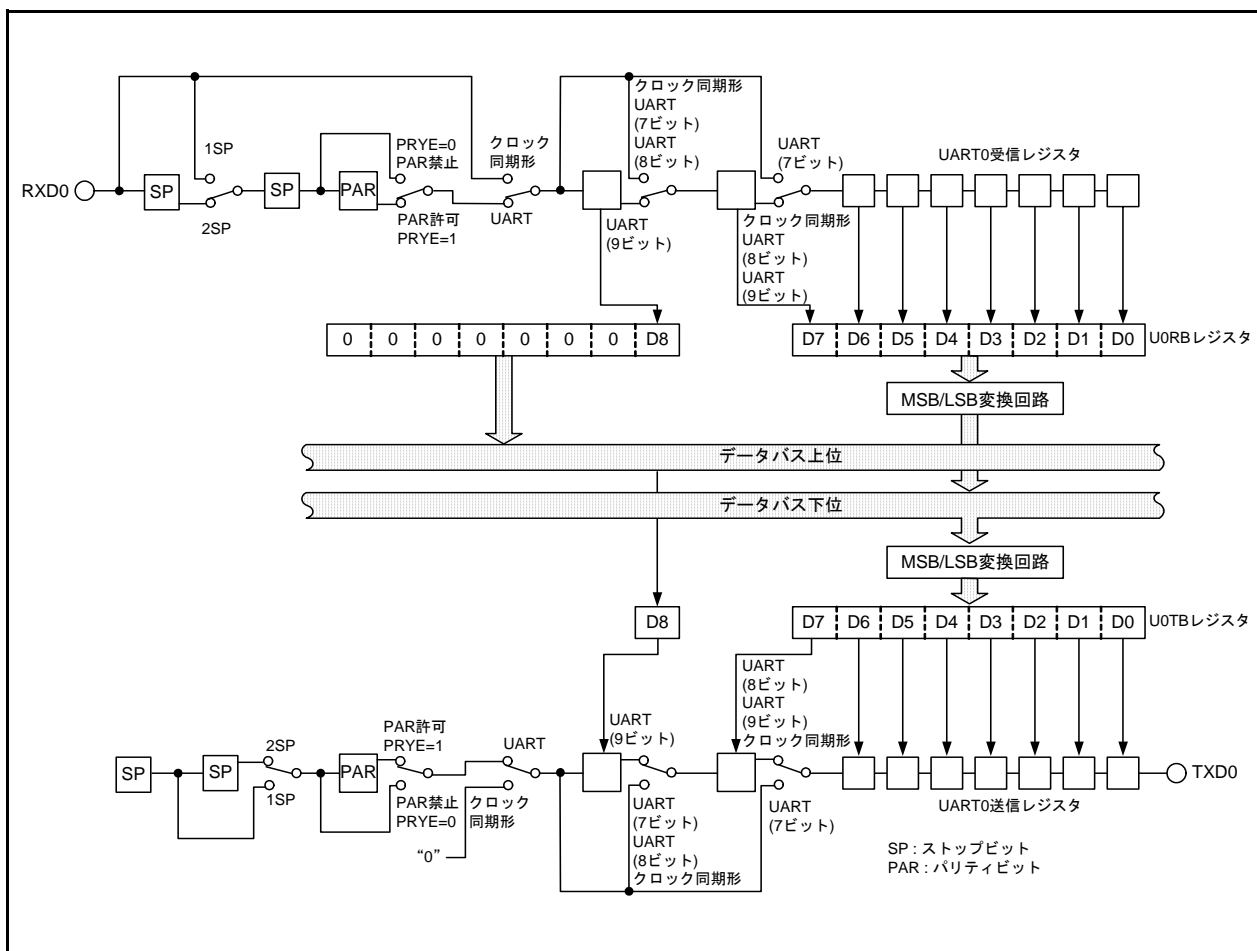 クロック同期形
UART
(7ビット)
UART
(8ビット)
PRYE=0
PAR禁止
クロック
同期形
UART
(7ビット)
UART0受信レジスタ
1SP
RXD0
SP
SP
PAR
2SP
PAR許可
PRYE=1
UART
UART
(9ビット)
クロック同期形
UART
(8ビット)
UART
(9ビット)
0 0 0 0 0 0 0 D8
D7 D6 D5 D4 D3 D2 D1 D0
U0RBレジスタ
MSB/LSB変換回路
データバス上位
データバス下位
MSB/LSB変換回路
D8
D7 D6 D5 D4 D3 D2 D1 D0
U0TBレジスタ
UART
(8ビット)
UART
(9ビット)
クロック同期形
PAR許可
PRYE=1
UART
UART
(9ビット)
2SP
SP
SP
PAR
TXD0
1SP
PAR禁止
PRYE=0
クロック
同期形
“0”
UART
(7ビット)
UART
(8ビット)
クロック同期形
UART
(7ビット)
UART0送信レジスタ
SP : ストップビット
PAR : パリティビット